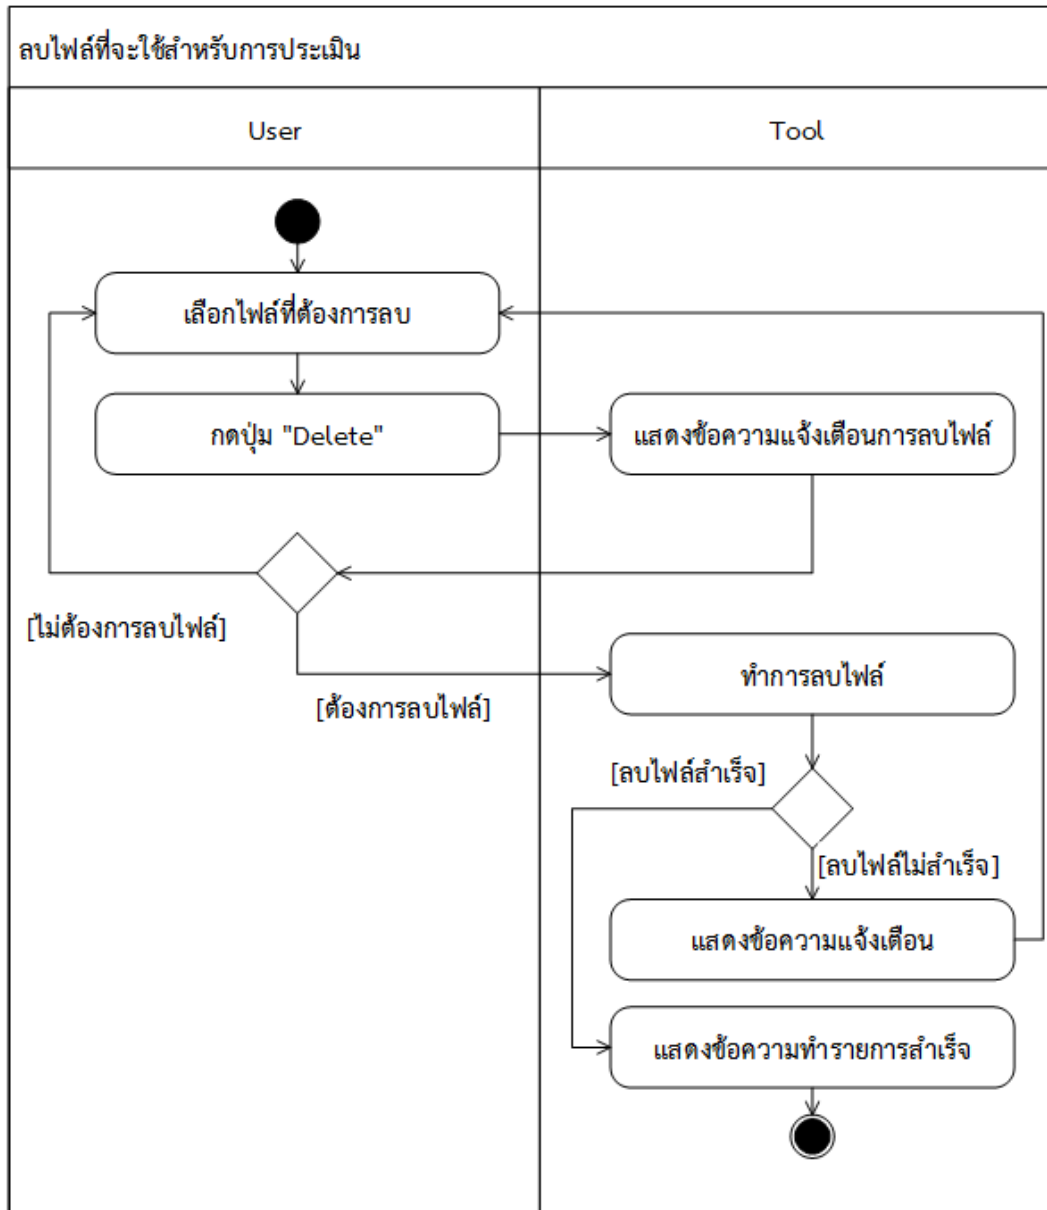 ลบไฟล์ที่จะใช้สำหรับการประเมิน
User
Tool
เลือกไฟล์ที่ต้องการลบ
กดปุ่ม "Delete"
แสดงข้อความแจ้งเตือนการลบไฟล์
[ไม่ต้องการลบไฟล์]
[ต้องการลบไฟล์]
ทำการลบไฟล์
[ลบไฟล์สำเร็จ]
[ลบไฟล์ไม่สำเร็จ]
แสดงข้อความแจ้งเตือน
แสดงข้อความทำรายการสำเร็จ